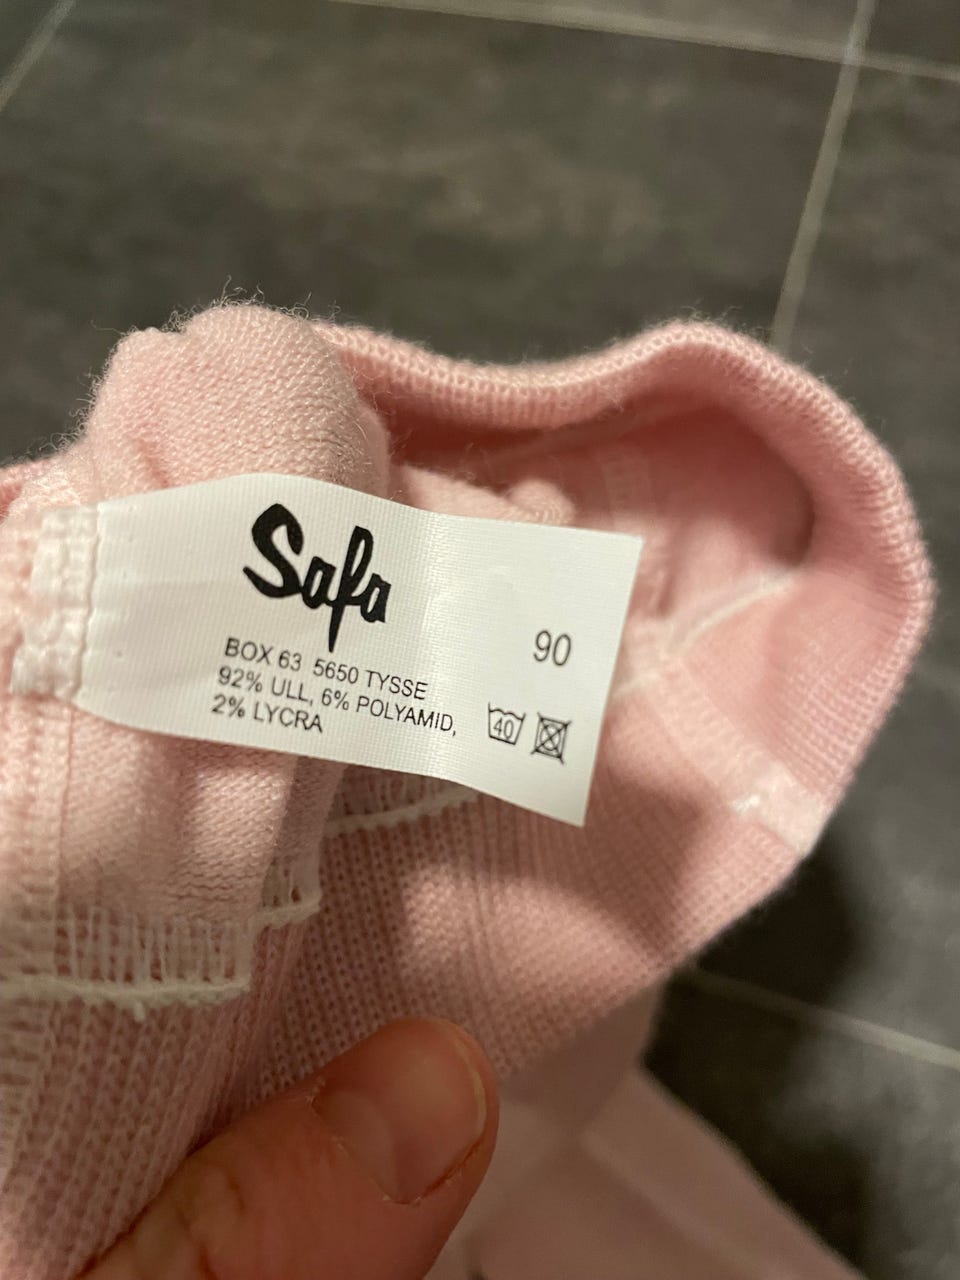 Safa
90
BOX 63 5650 TYSSE
92% ULL, 6% POLYAMID,
2% LYCRA
40